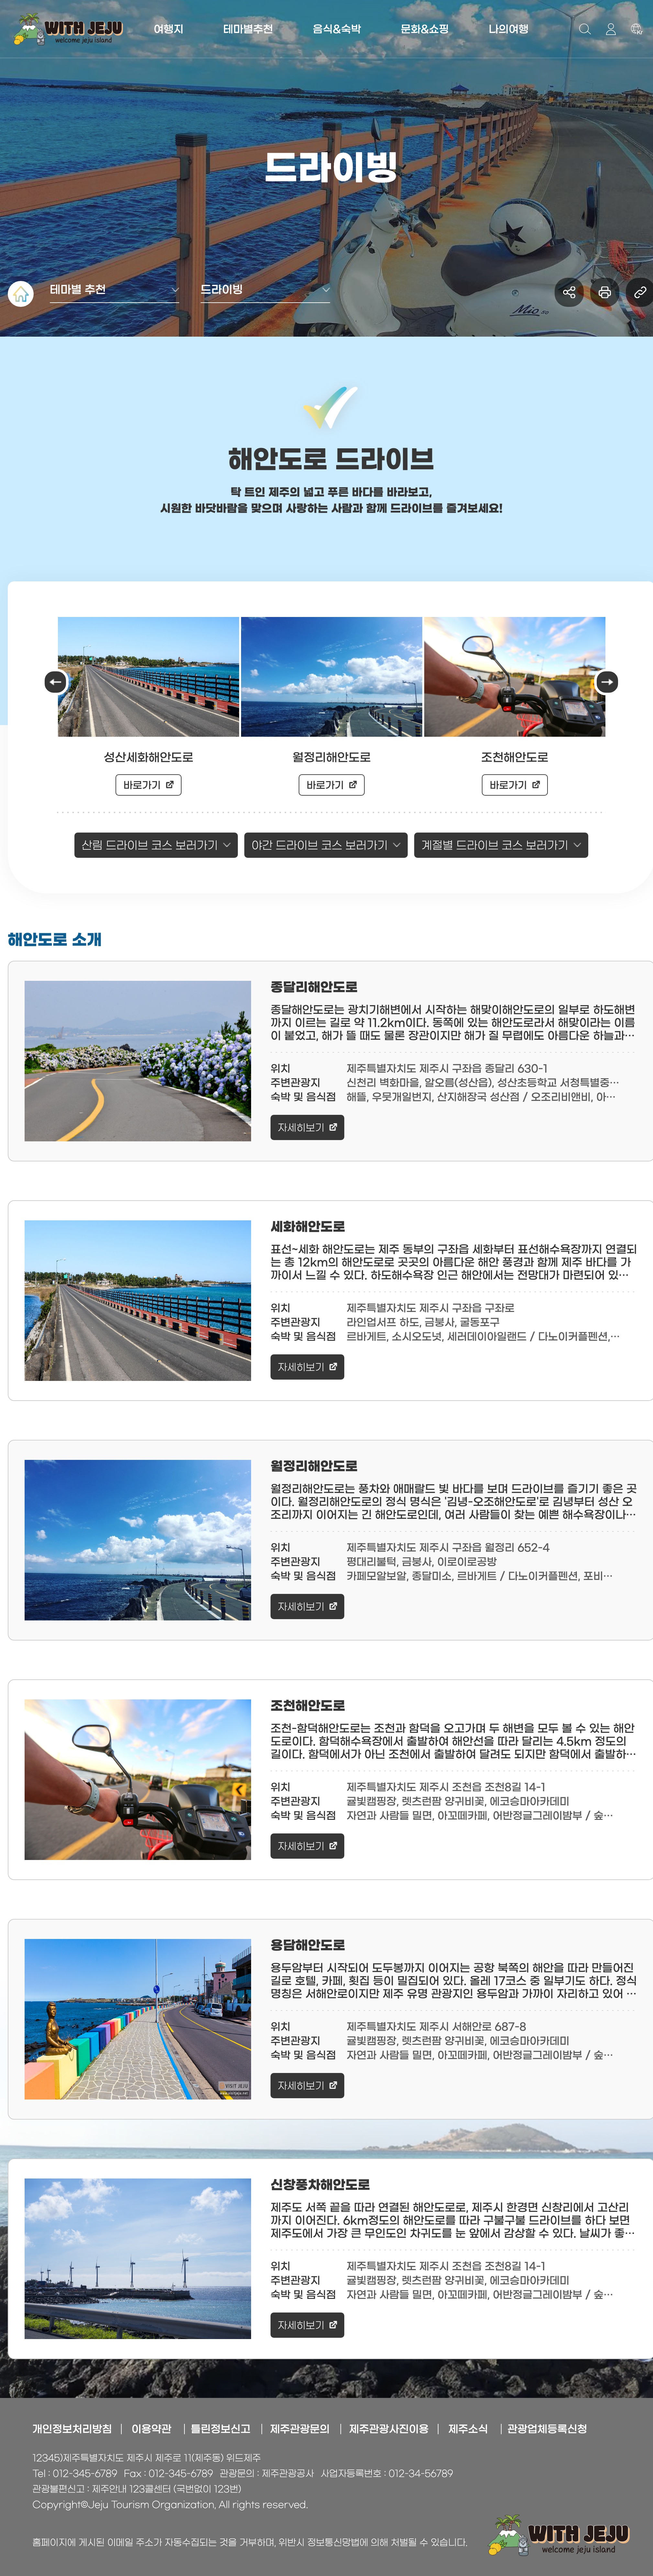 WITH JEJU
welcome jeju island
여행지
테마별추천
음식&숙박
문화&쇼핑
나의여행
드라이빙
테마별 추천
드라이빙
Mio
해안도로 드라이브
탁 트인 제주의 넓고 푸른 바다를 바라보고,
시원한 바닷바람을 맞으며 사랑하는 사람과 함께 드라이브를 즐겨보세요!
성산세화해안도로
월정리해안도로
조천해안도로
바로가기
바로가기
바로가기
산림 드라이브 코스 보러가기
야간 드라이브 코스 보러가기
계절별 드라이브 코스 보러가기
해안도로 소개
종달리해안도로
종달해안도로는 광치기해변에서 시작하는 해맞이해안도로의 일부로 하도해변
까지 이르는 길로 약 11.2km이다. 동쪽에 있는 해안도로라서 해맞이라는 이름
이 붙었고, 해가 뜰 때도 물론 장관이지만 해가 질 무렵에도 아름다운 하늘과…
위치 제주특별자치도 제주시 구좌읍 종달리 630-1
주변관광지 신천리 벽화마을, 알오름(성산읍), 성산초등학교 서청특별중…
숙박 및 음식점 해뜰, 우뭇개일번지, 산지해장국 성산점 / 오조리비앤비, 아…
자세히보기
세화해안도로
표선~세화 해안도로는 제주 동부의 구좌읍 세화부터 표선해수욕장까지 연결되
는 총 12km의 해안도로로 곳곳의 아름다운 해안 풍경과 함께 제주 바다를 가
까이서 느낄 수 있다. 하도해수욕장 인근 해안에서는 전망대가 마련되어 있…
위치 제주특별자치도 제주시 구좌읍 구좌로
주변관광지 라인업서프 하도, 금붕사, 굴동포구
숙박 및 음식점 르바게트, 소시오도넛, 세러데이아일랜드 / 다노이커플펜션,…
자세히보기
월정리해안도로
월정리해안도로는 풍차와 애매랄드 빛 바다를 보며 드라이브를 즐기기 좋은 곳
이다. 월정리해안도로의 정식 명식은 '김녕-오조해안도로'로 김녕부터 성산 오
조리까지 이어지는 긴 해안도로인데, 여러 사람들이 찾는 예쁜 해수욕장이나…
위치 제주특별자치도 제주시 구좌읍 월정리 652-4
주변관광지 평대리불턱, 금붕사, 이로이로공방
숙박 및 음식점 카페모알보알, 종달미소, 르바게트 / 다노이커플펜션, 포비…
자세히보기
조천해안도로
조천-함덕해안도로는 조천과 함덕을 오고가며 두 해변을 모두 볼 수 있는 해안
도로이다. 함덕해수욕장에서 출발하여 해안선을 따라 달리는 4.5km 정도의
길이다. 함덕에서가 아닌 조천에서 출발하여 달려도 되지만 함덕에서 출발하…
위치 제주특별자치도 제주시 조천읍 조천8길 14-1
주변관광지 귤빛캠핑장, 렛츠런팜 양귀비꽃, 에코승마아카데미
숙박 및 음식점 자연과 사람들 밀면, 아꼬떼카페, 어반정글그레이밤부 / 숲…
자세히보기
용담해안도로
용두암부터 시작되어 도두봉까지 이어지는 공항 북쪽의 해안을 따라 만들어진
길로 호텔, 카페, 횟집 등이 밀집되어 있다. 올레 17코스 중 일부기도 하다. 정식
명칭은 서해안로이지만 제주 유명 관광지인 용두암과 가까이 자리하고 있어 …
위치 제주특별자치도 제주시 서해안로 687-8
주변관광지 귤빛캠핑장, 렛츠런팜 양귀비꽃, 에코승마아카데미
숙박 및 음식점 자연과 사람들 밀면, 아꼬떼카페, 어반정글그레이밤부 / 숲…
자세히보기
VISIT JEJU
신창풍차해안도로
제주도 서쪽 끝을 따라 연결된 해안도로로, 제주시 한경면 신창리에서 고산리
까지 이어진다. 6km정도의 해안도로를 따라 구불구불 드라이브를 하다 보면
제주도에서 가장 큰 무인도인 차귀도를 눈 앞에서 감상할 수 있다. 날씨가 좋…
위치 제주특별자치도 제주시 조천읍 조천8길 14-1
주변관광지 귤빛캠핑장, 렛츠런팜 양귀비꽃, 에코승마아카데미
숙박 및 음식점 자연과 사람들 밀면, 아꼬떼카페, 어반정글그레이밤부 / 숲…
자세히보기
개인정보처리방침 | 이용약관 | 틀린정보신고 | 제주관광문의 | 제주관광사진이용 | 제주소식 | 관광업체등록신청
12345)제주특별자치도 제주시 제주로 11(제주동) 위드제주
Tel : 012-345-6789 Fax : 012-345-6789 관광문의 : 제주관광공사 사업자등록번호 : 012-34-56789
관광불편신고 : 제주안내 123콜센터 (국번없이 123번)
Copyright©Jeju Tourism Organization, All rights reserved.
홈페이지에 게시된 이메일 주소가 자동수집되는 것을 거부하며, 위반시 정보통신망법에 의해 처벌될 수 있습니다.
WITH JEJU
welcome jeju island